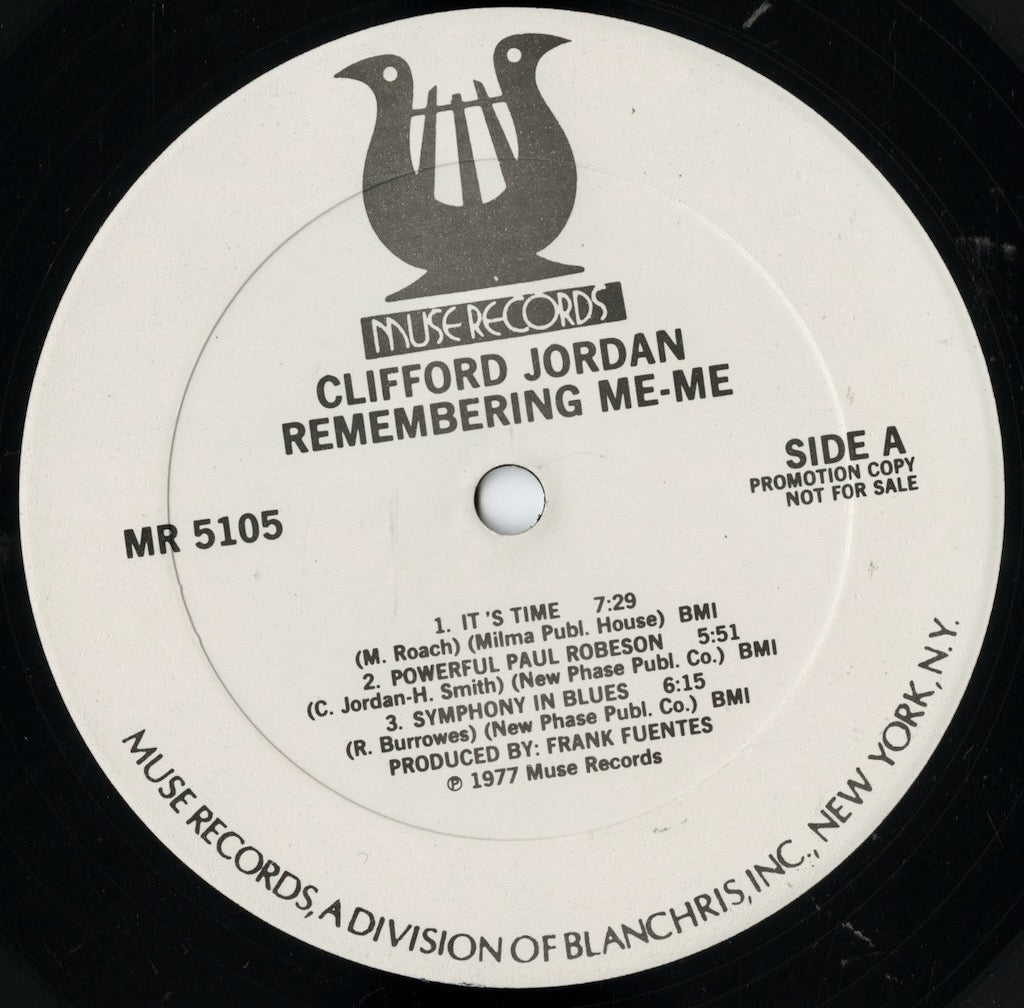 MUSE RECORDS
CLIFFORD JORDAN
REMEMBERING ME-ME
SIDE A
PROMOTION COPY
NOT FOR SALE
MR 5105
1. IT 'S TIME 7:29
(M. Roach) (Milma Publ. House) BMI
2. POWERFUL PAUL ROBESON 5:51
(C. Jordan-H. Smith) (New Phase Publ. Co.) BMI
3. SYMPHONY IN BLUES 6:15
(R. Burrowes) (New Phase Publ. Co.) BMI
PRODUCED BY: FRANK FUENTES
℗ 1977 Muse Records
MUSE RECORDS, A DIVISION OF BLANCHRIS, INC., NEW YORK, N.Y.